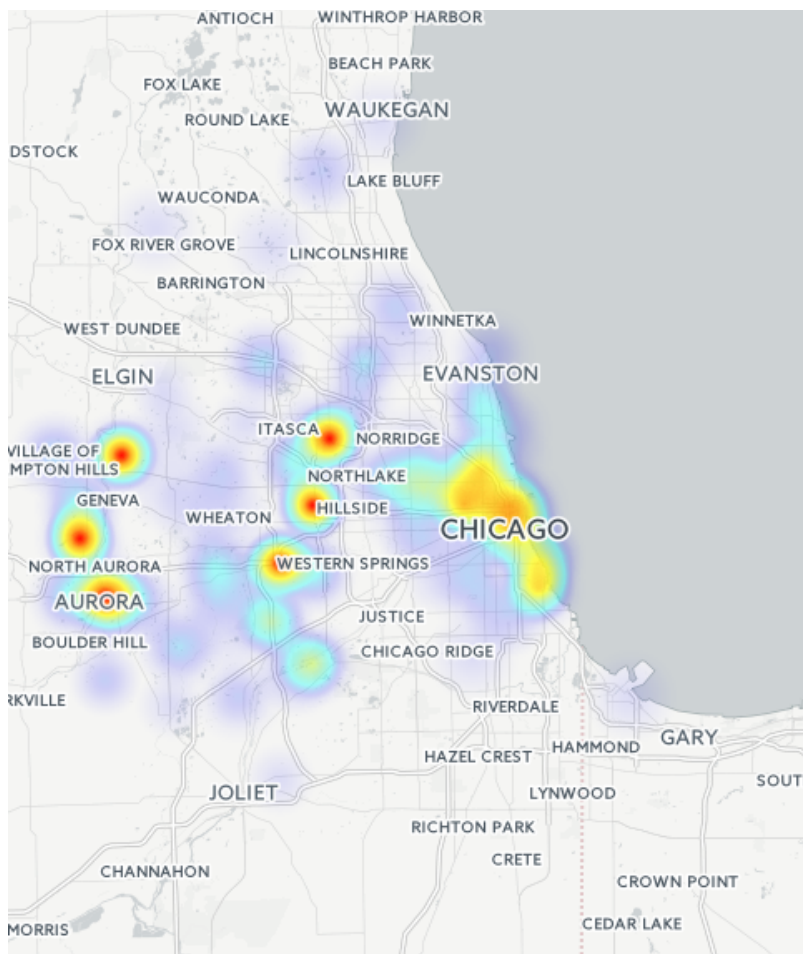 ANTIOCH
WINTHROP HARBOR
BEACH PARK
FOX LAKE
WAUKEGAN
ROUND LAKE
DSTOCK
LAKE BLUFF
WAUCONDA
FOX RIVER GROVE
LINCOLNSHIRE
BARRINGTON
WINNETKA
WEST DUNDEE
EVANSTON
ELGIN
ITASCA
NORRIDGE
VILLAGE OF
MPTON HILLS
NORTHLAKE
GENEVA
HILLSIDE
WHEATON
CHICAGO
NORTH AURORA
WESTERN SPRINGS
AURORA
JUSTICE
BOULDER HILL
CHICAGO RIDGE
RKVILLE
RIVERDALE
GARY
HAMMOND
HAZEL CREST
SOUT
JOLIET
LYNWOOD
RICHTON PARK
CRETE
CHANNAHON
CROWN POINT
CEDAR LAKE
MORRIS